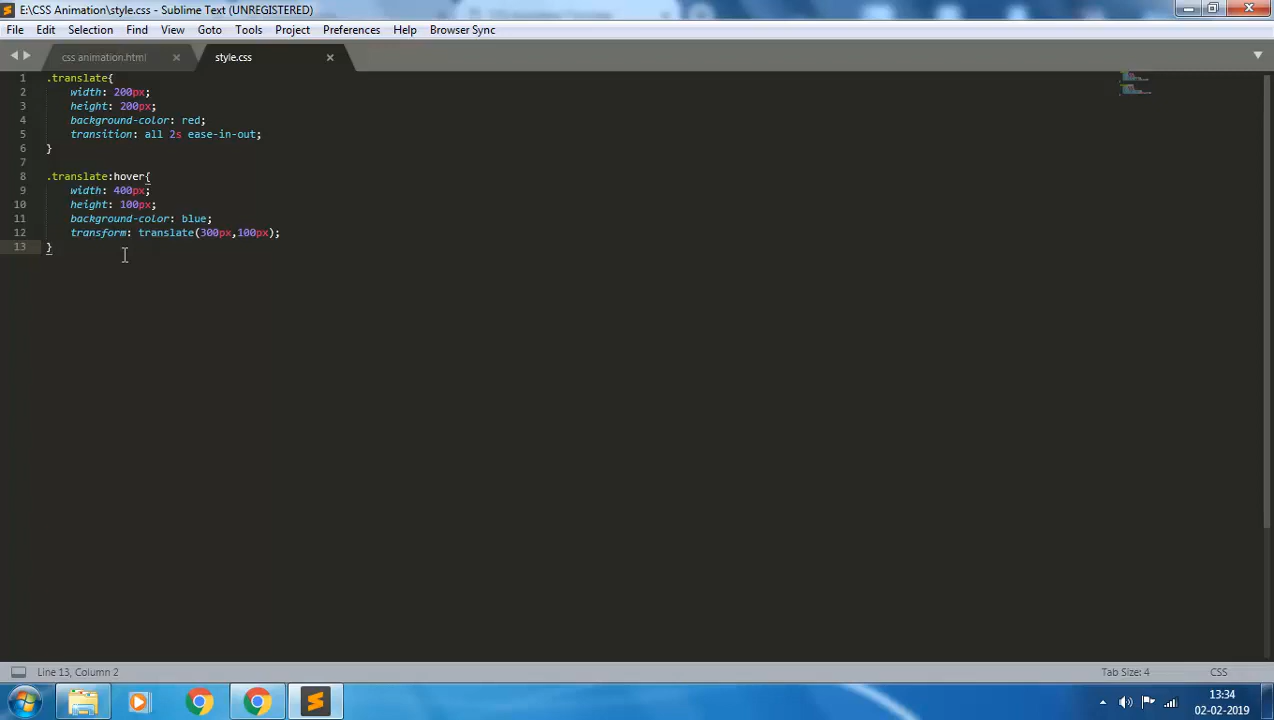 E:\CSS Animation\style.css - Sublime Text (UNREGISTERED)
File Edit Selection Find View Goto Tools Project Preferences Help Browser Sync
css animation.html style.css
1 .translate{
2 width: 200px;
3 height: 200px;
4 background-color: red;
5 transition: all 2s ease-in-out;
6 }
7
8 .translate:hover{
9 width: 400px;
10 height: 100px;
11 background-color: blue;
12 transform: translate(300px,100px);
13 }
Line 13, Column 2 Tab Size: 4 CSS
13:34
02-02-2019